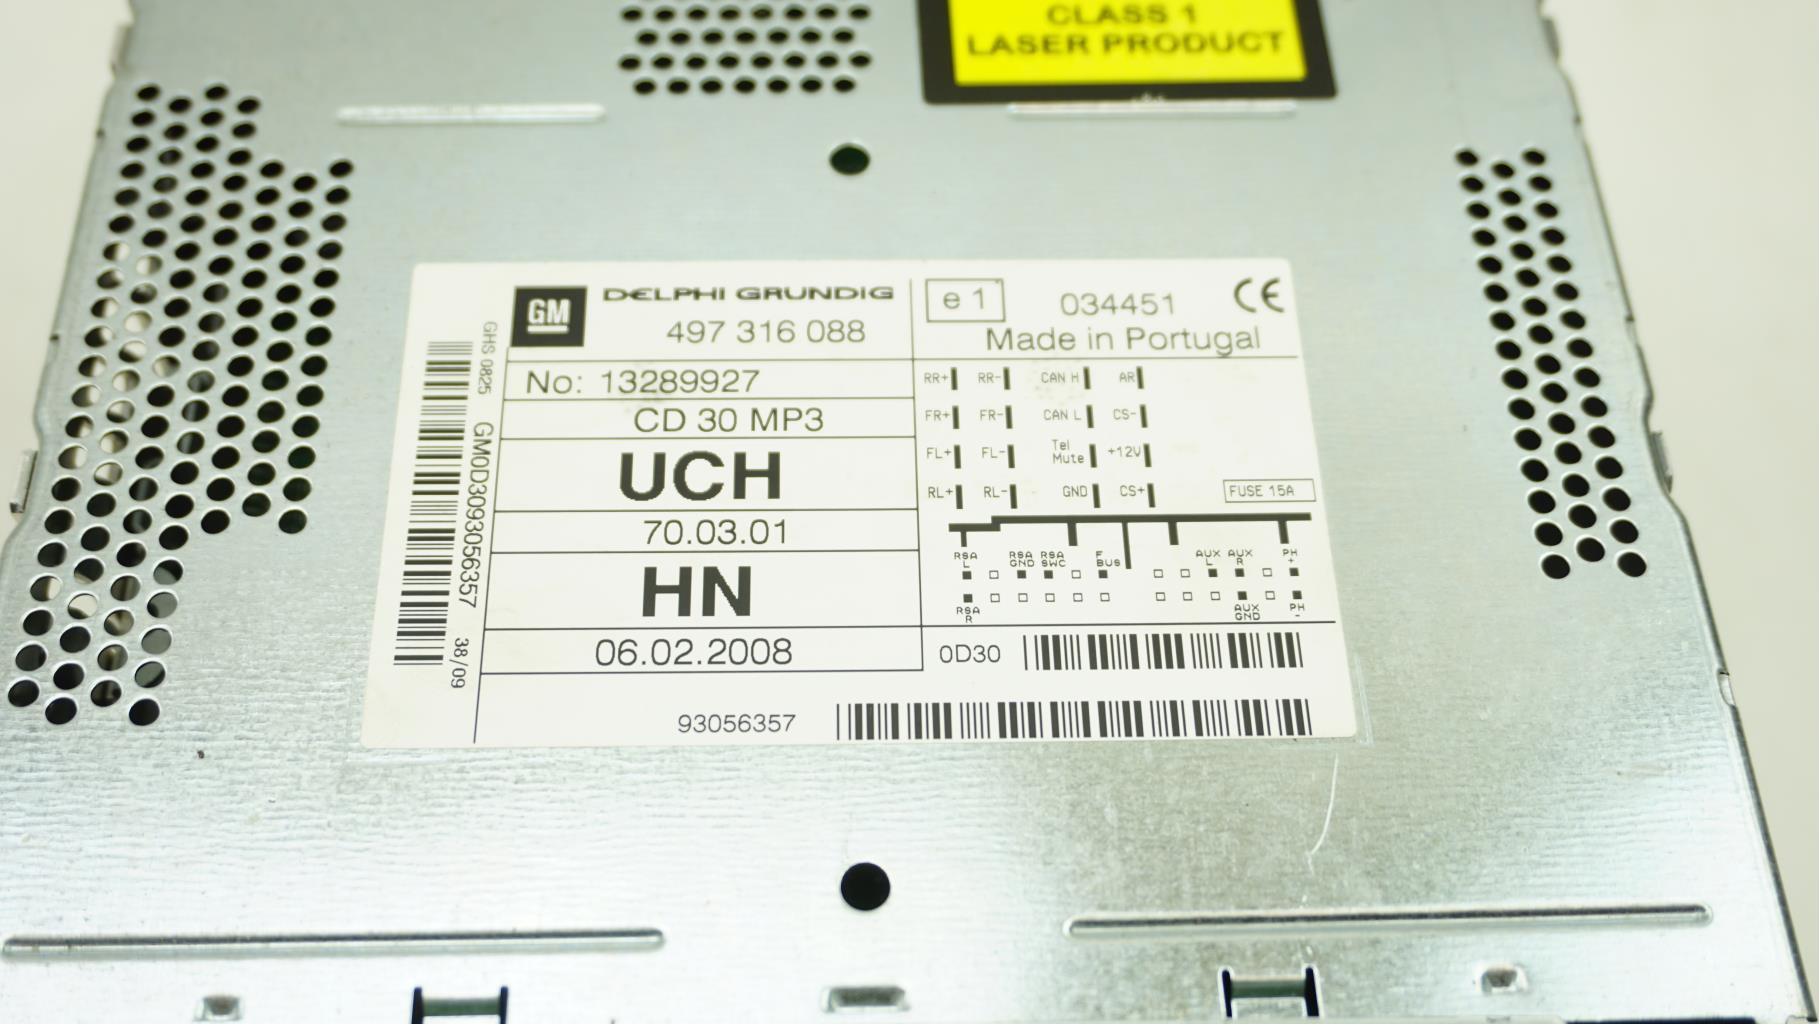 CLASS 1
LASER PRODUCT
GM
DELPHI GRUNDIG
497 316 088
No: 13289927
CD 30 MP3
UCH
70.03.01
HN
06.02.2008
e 1
034451
CE
Made in Portugal
RR+ RR- CAN H AR
FR+ FR- CAN L CS-
FL+ FL- Tel Mute +12V
RL+ RL- GND CS+
FUSE 15A
RSA L
RSA GND
RSA SWC
F BUS
AUX L
AUX R
PH +
RSA R
AUX GND
PH -
0D30
93056357
GHS 0825
GM0D3093056357
38/09